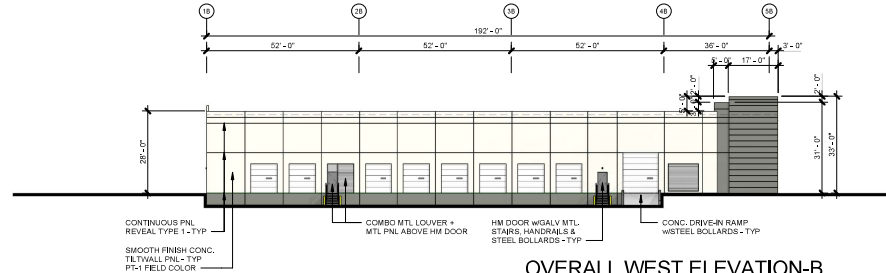 1B 2B 3B 4B 5B
192' - 0"
52' - 0" 52' - 0" 52' - 0" 36' - 0" 3' - 0"
17' - 0"
2' - 0"
28' - 0"
31' - 0"
33' - 0"
CONTINUOUS PNL
REVEAL TYPE 1 - TYP
SMOOTH FINISH CONC.
TILTWALL PNL - TYP
PT-1 FIELD COLOR
COMBO MTL LOUVER +
MTL PNL ABOVE HM DOOR
HM DOOR w/GALV MTL.
STAIRS, HANDRAILS &
STEEL BOLLARDS - TYP
CONC. DRIVE-IN RAMP
w/STEEL BOLLARDS - TYP
OVERALL WEST ELEVATION-B